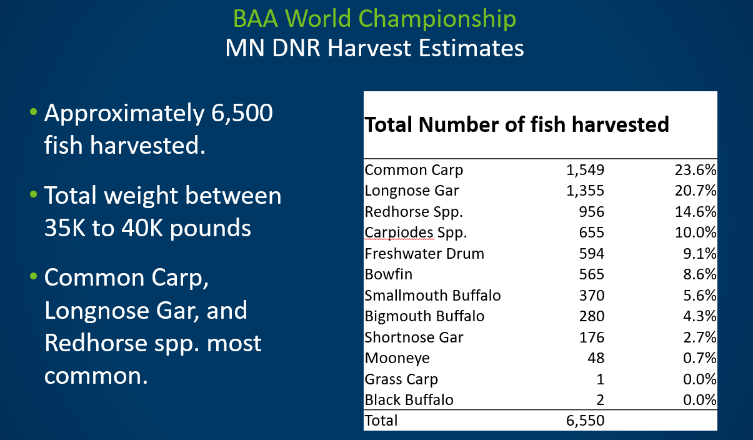 BAA World Championship
MN DNR Harvest Estimates
• Approximately 6,500
fish harvested.
• Total weight between
35K to 40K pounds
• Common Carp,
Longnose Gar, and
Redhorse spp. most
common.
Total Number of fish harvested
Common Carp 1,549 23.6%
Longnose Gar 1,355 20.7%
Redhorse Spp. 956 14.6%
Carpiodes Spp. 655 10.0%
Freshwater Drum 594 9.1%
Bowfin 565 8.6%
Smallmouth Buffalo 370 5.6%
Bigmouth Buffalo 280 4.3%
Shortnose Gar 176 2.7%
Mooneye 48 0.7%
Grass Carp 1 0.0%
Black Buffalo 2 0.0%
Total 6,550